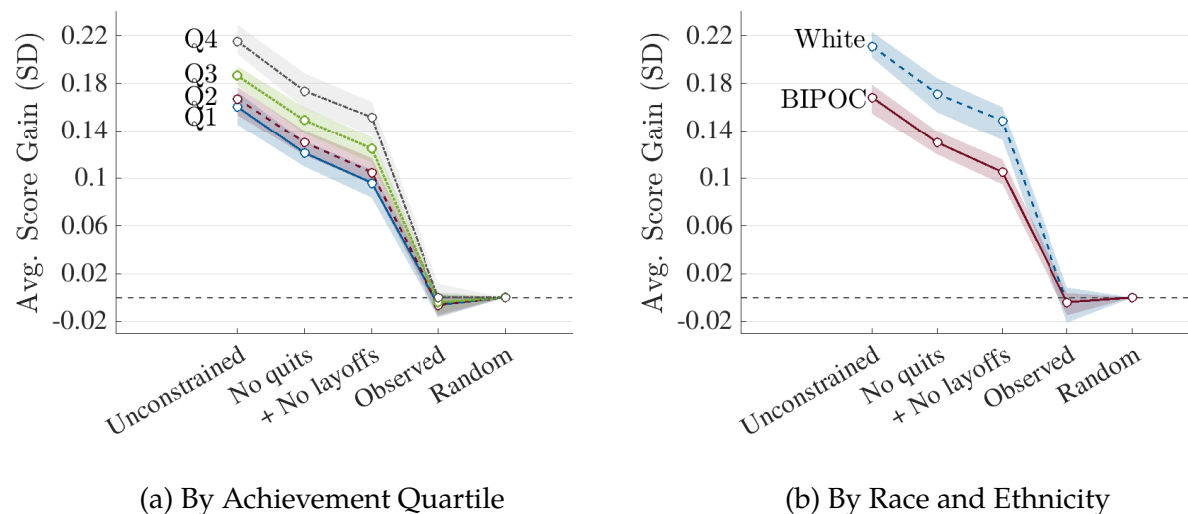 Avg. Score Gain (SD)
0.22
0.18
0.14
0.1
0.06
0.02
-0.02
Q4
Q3
Q2
Q1
Unconstrained
No quits
+ No layoffs
Observed
Random
(a) By Achievement Quartile
Avg. Score Gain (SD)
0.22
0.18
0.14
0.1
0.06
0.02
-0.02
White
BIPOC
Unconstrained
No quits
+ No layoffs
Observed
Random
(b) By Race and Ethnicity